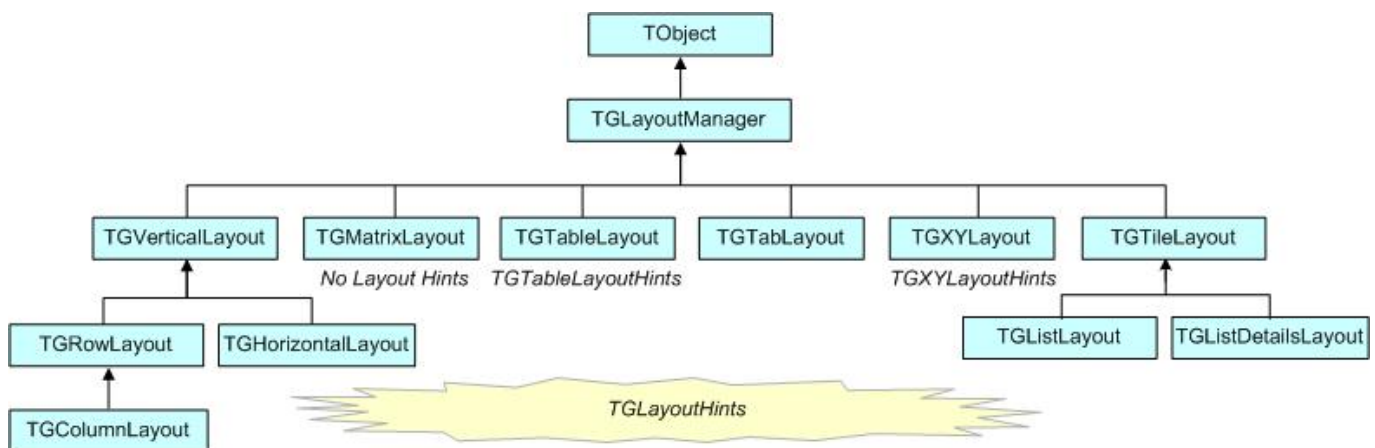 TObject
TGLayoutManager
TGVerticalLayout
TGMatrixLayout
TGTableLayout
TGTabLayout
TGXYLayout
TGTileLayout
No Layout Hints
TGTableLayoutHints
TGXYLayoutHints
TGRowLayout
TGHorizontalLayout
TGListLayout
TGListDetailsLayout
TGLayoutHints
TGColumnLayout